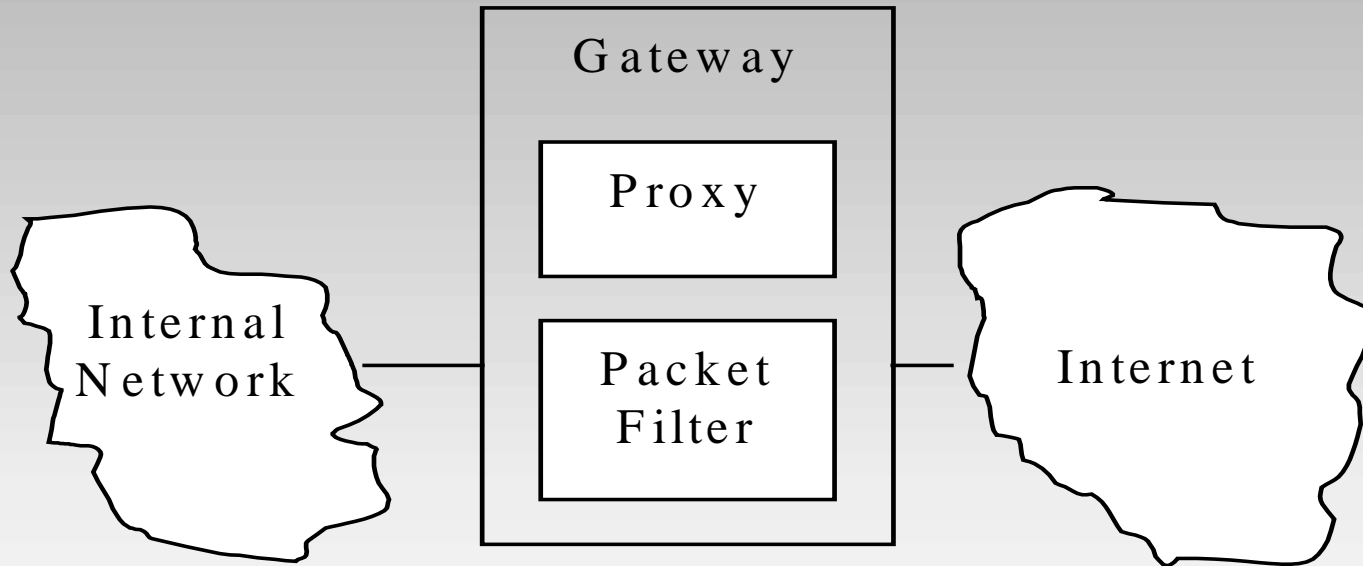 Gateway
Proxy
Internal
Network
Packet
Filter
Internet